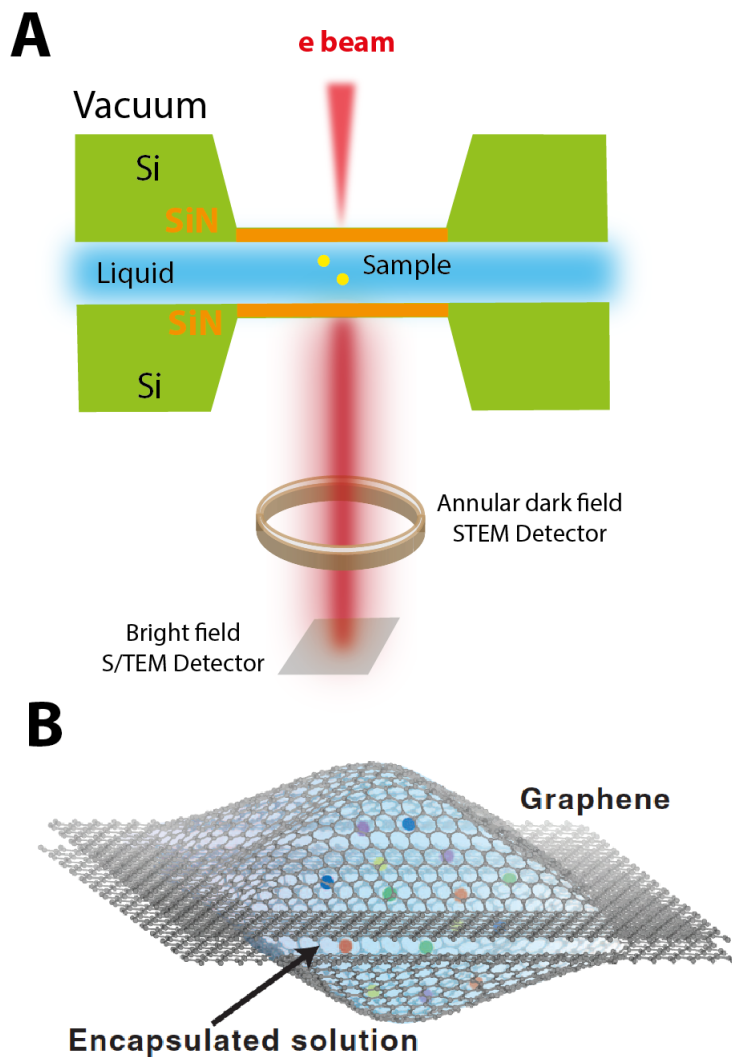 A
e beam
Vacuum
Si
SiN
Liquid
Sample
SiN
Si
Annular dark field
STEM Detector
Bright field
S/TEM Detector
B
Graphene
Encapsulated solution